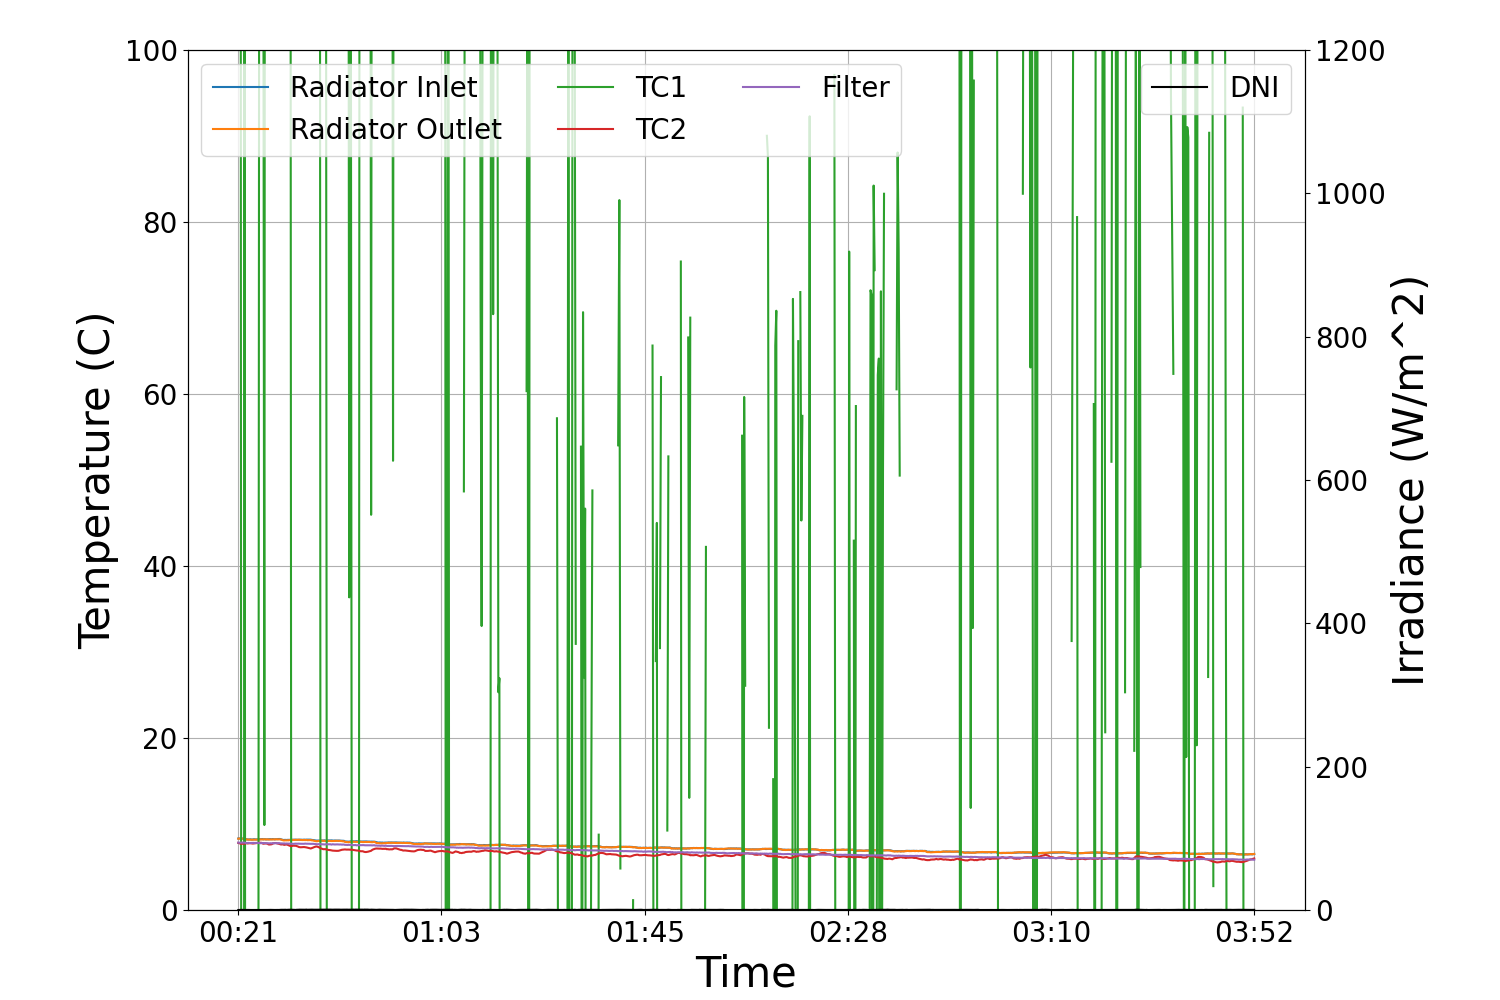 100
80
60
40
20
0
Temperature (C)
Radiator Inlet
Radiator Outlet
TC1
TC2
Filter
DNI
1200
1000
800
600
400
200
0
Irradiance (W/m^2)
00:21 01:03 01:45 02:28 03:10 03:52
Time